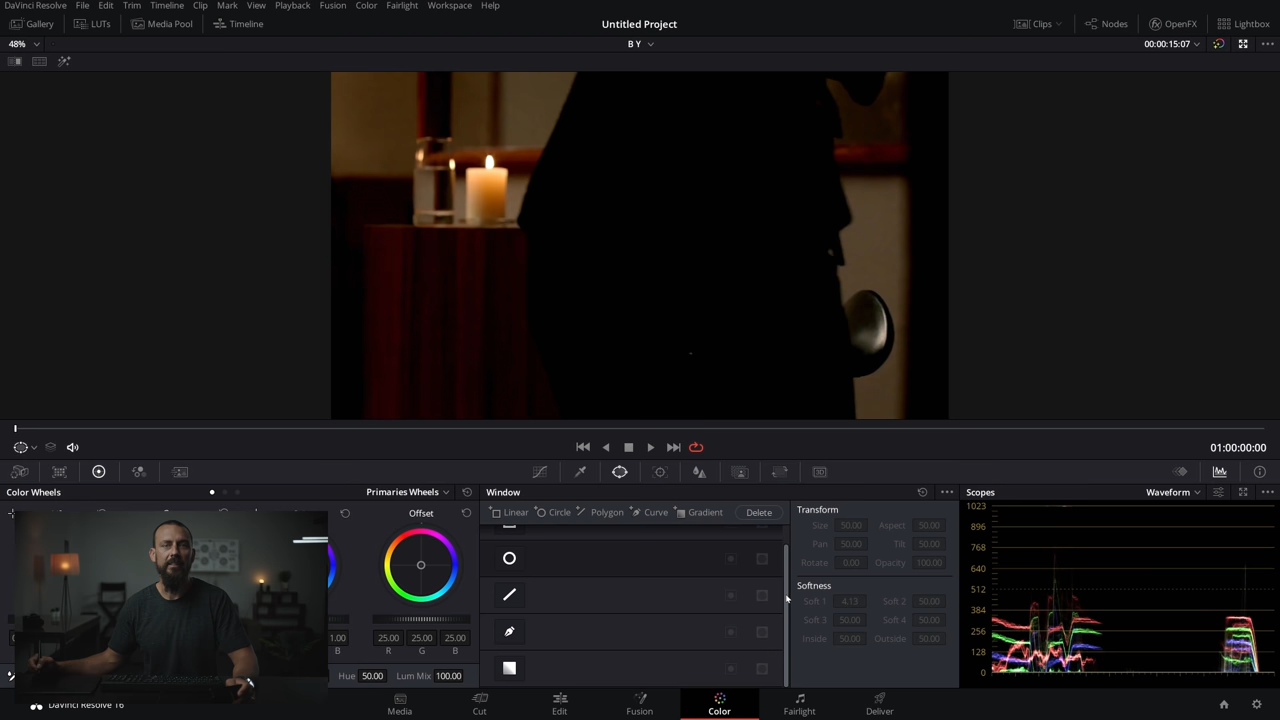 DaVinci Resolve File Edit Trim Timeline Clip Mark View Playback Fusion Color Fairlight Workspace Help
Gallery LUTs Media Pool Timeline Untitled Project Clips Nodes OpenFX Lightbox
48% B Y 00:00:15:07
01:00:00:00
Color Wheels Primaries Wheels Window Scopes Waveform
Offset
Linear Circle Polygon Curve Gradient Delete
Transform
Size 50.00 Aspect 50.00
Pan 50.00 Tilt 50.00
Rotate 0.00 Opacity 100.00
Softness
Soft 1 4.13 Soft 2 50.00
Soft 3 50.00 Soft 4 50.00
Inside 50.00 Outside 50.00
1023
896
768
640
512
384
256
128
0
1.00 25.00 25.00 25.00
B R G B
Hue 50.00 Lum Mix 100.00
DaVinci Resolve 16
Media Cut Edit Fusion Color Fairlight Deliver